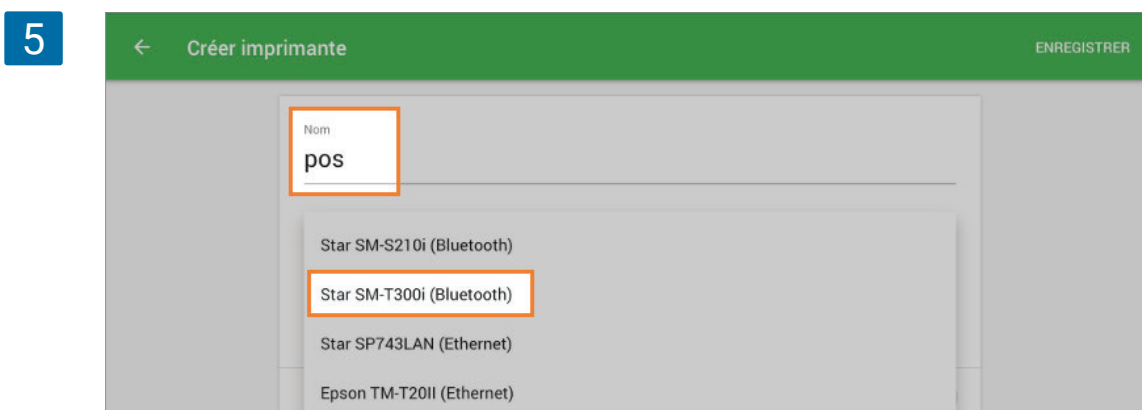 5
Créer imprimante
ENREGISTRER
Nom
pos
Star SM-S210i (Bluetooth)
Star SM-T300i (Bluetooth)
Star SP743LAN (Ethernet)
Epson TM-T20II (Ethernet)